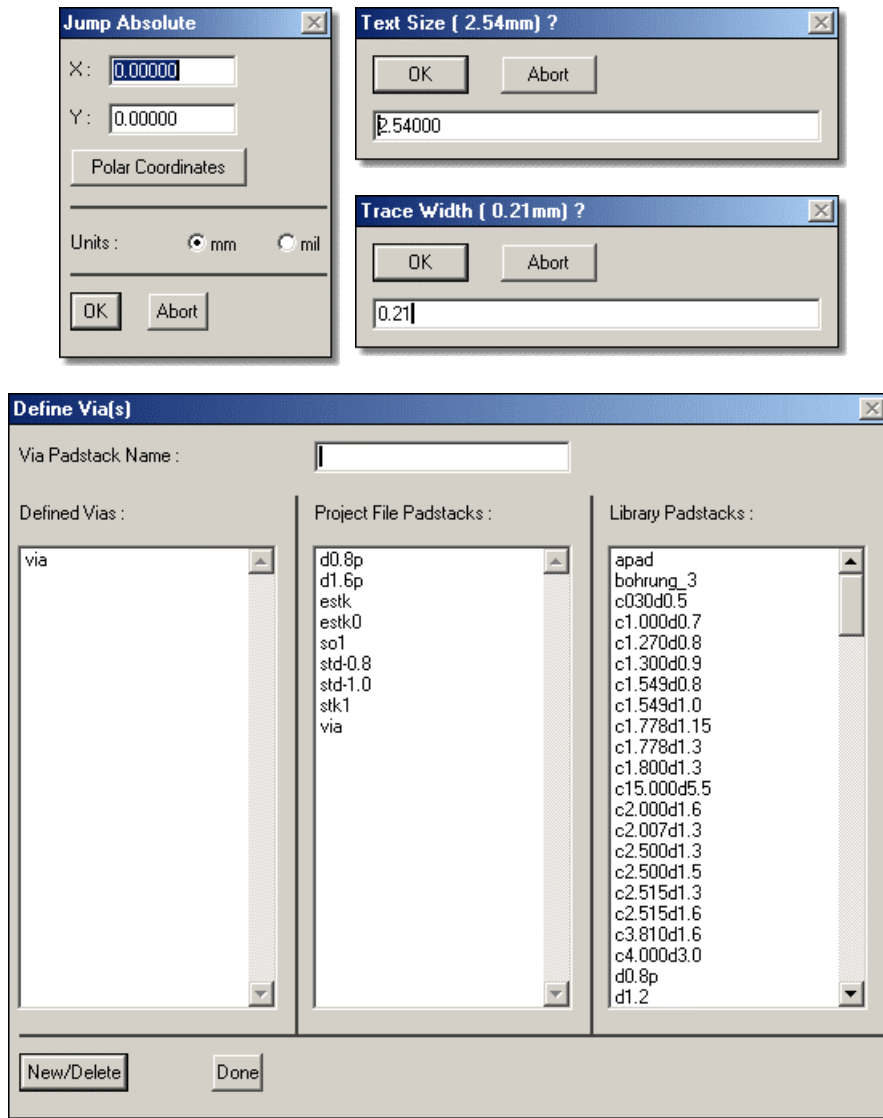 Jump Absolute
X : 0.00000
Y : 0.00000
Polar Coordinates
Units : mm mil
OK Abort
Text Size ( 2.54mm) ?
OK Abort
2.54000
Trace Width ( 0.21mm) ?
OK Abort
0.21
Define Via(s)
Via Padstack Name :
Defined Vias :
via
Project File Padstacks :
d0.8p
d1.6p
estk
estk0
so1
std-0.8
std-1.0
stk1
via
Library Padstacks :
apad
bohrung_3
c030d0.5
c1.000d0.7
c1.270d0.8
c1.300d0.9
c1.549d0.8
c1.549d1.0
c1.778d1.15
c1.778d1.3
c1.800d1.3
c15.000d5.5
c2.000d1.6
c2.007d1.3
c2.500d1.3
c2.500d1.5
c2.515d1.3
c2.515d1.6
c3.810d1.6
c4.000d3.0
d0.8p
d1.2
New/Delete Done